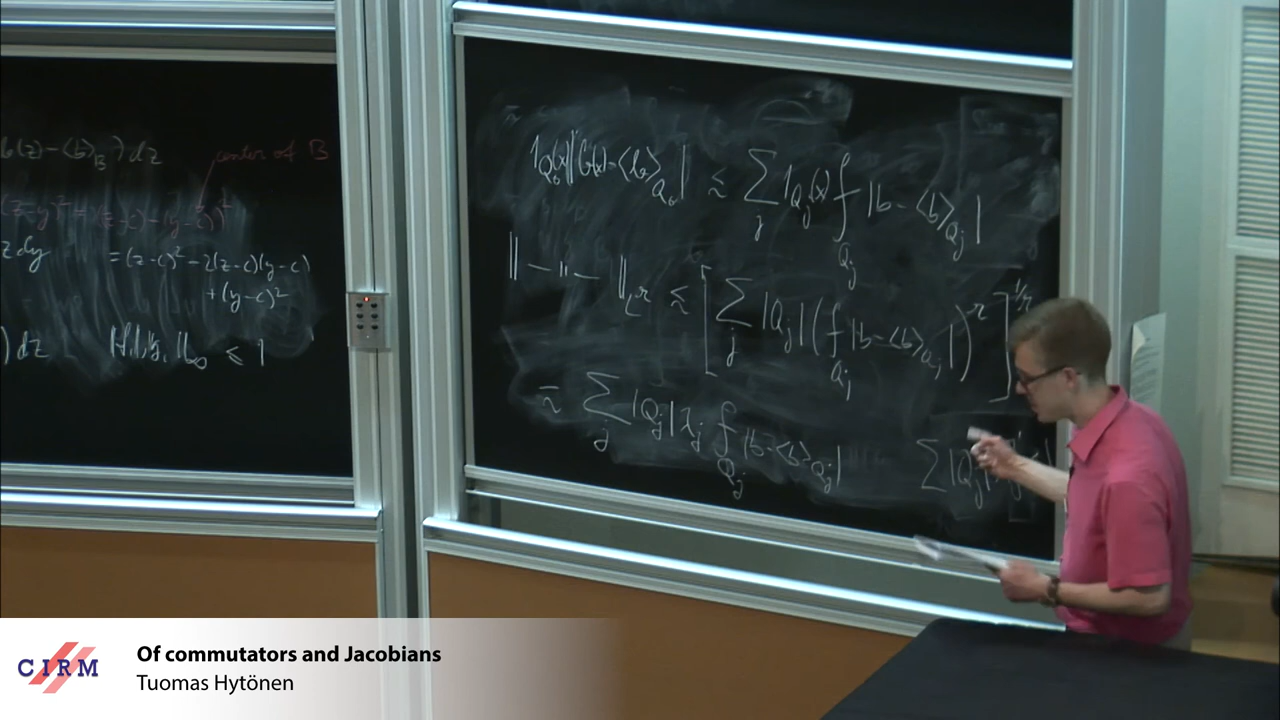 b(z)-⟨b⟩_B) dz
center of B
(z-y)² = ((z-c)-(y-c))²
z dy = (z-c)² - 2(z-c)(y-c)
+(y-c)²
) dz ‖_∞ ≤ 1
1_{Q_0}(x)|b(x)-⟨b⟩_{Q_0}| ≲ ∑_j 1_{Q_j}(x) ⨍_{Q_j} |b-⟨b⟩_{Q_j}|
‖ — " — ‖_{L^r} ≲ [ ∑_j |Q_j| ( ⨍_{Q_j} |b-⟨b⟩_{Q_j}| )^r ]^{1/r}
≂ ∑_j |Q_j| λ_j ⨍_{Q_j} |b-⟨b⟩_{Q_j}| ∑ |Q_j|
CIRM
Of commutators and Jacobians
Tuomas Hytönen